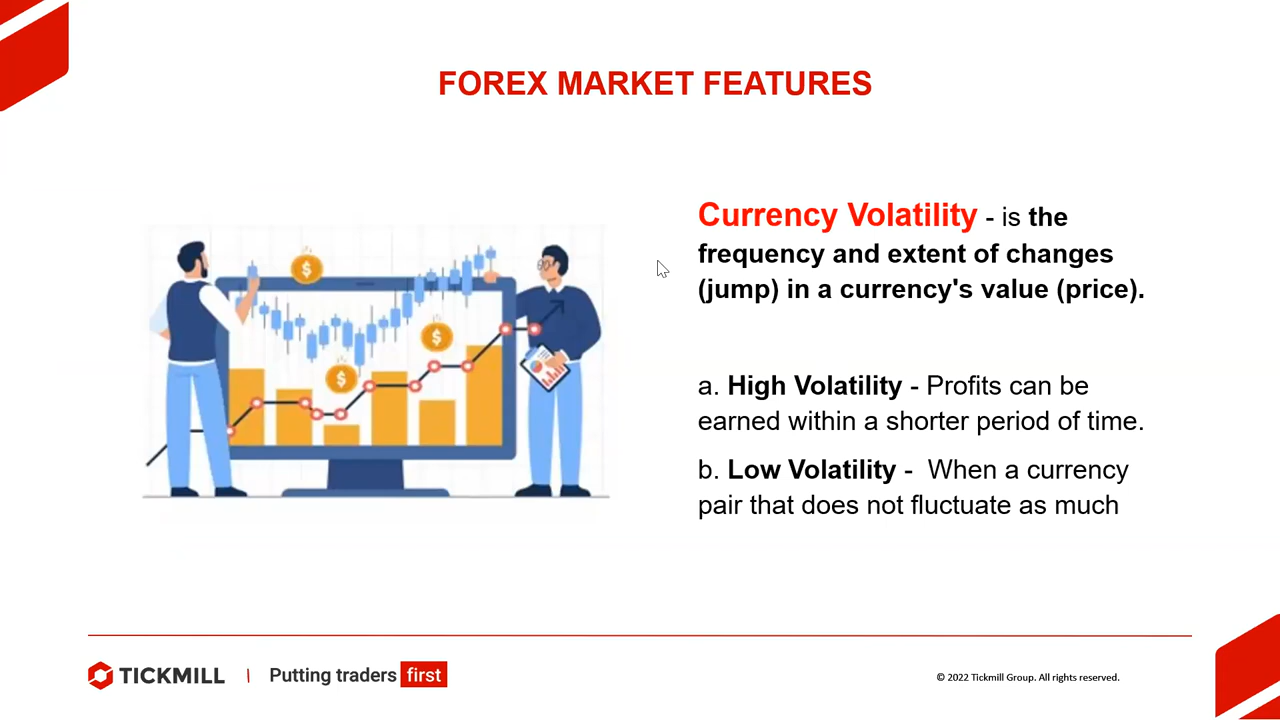 FOREX MARKET FEATURES
Currency Volatility - is the
frequency and extent of changes
(jump) in a currency's value (price).
a. High Volatility - Profits can be
earned within a shorter period of time.
b. Low Volatility - When a currency
pair that does not fluctuate as much
$
$
$
TICKMILL | Putting traders first
© 2022 Tickmill Group. All rights reserved.